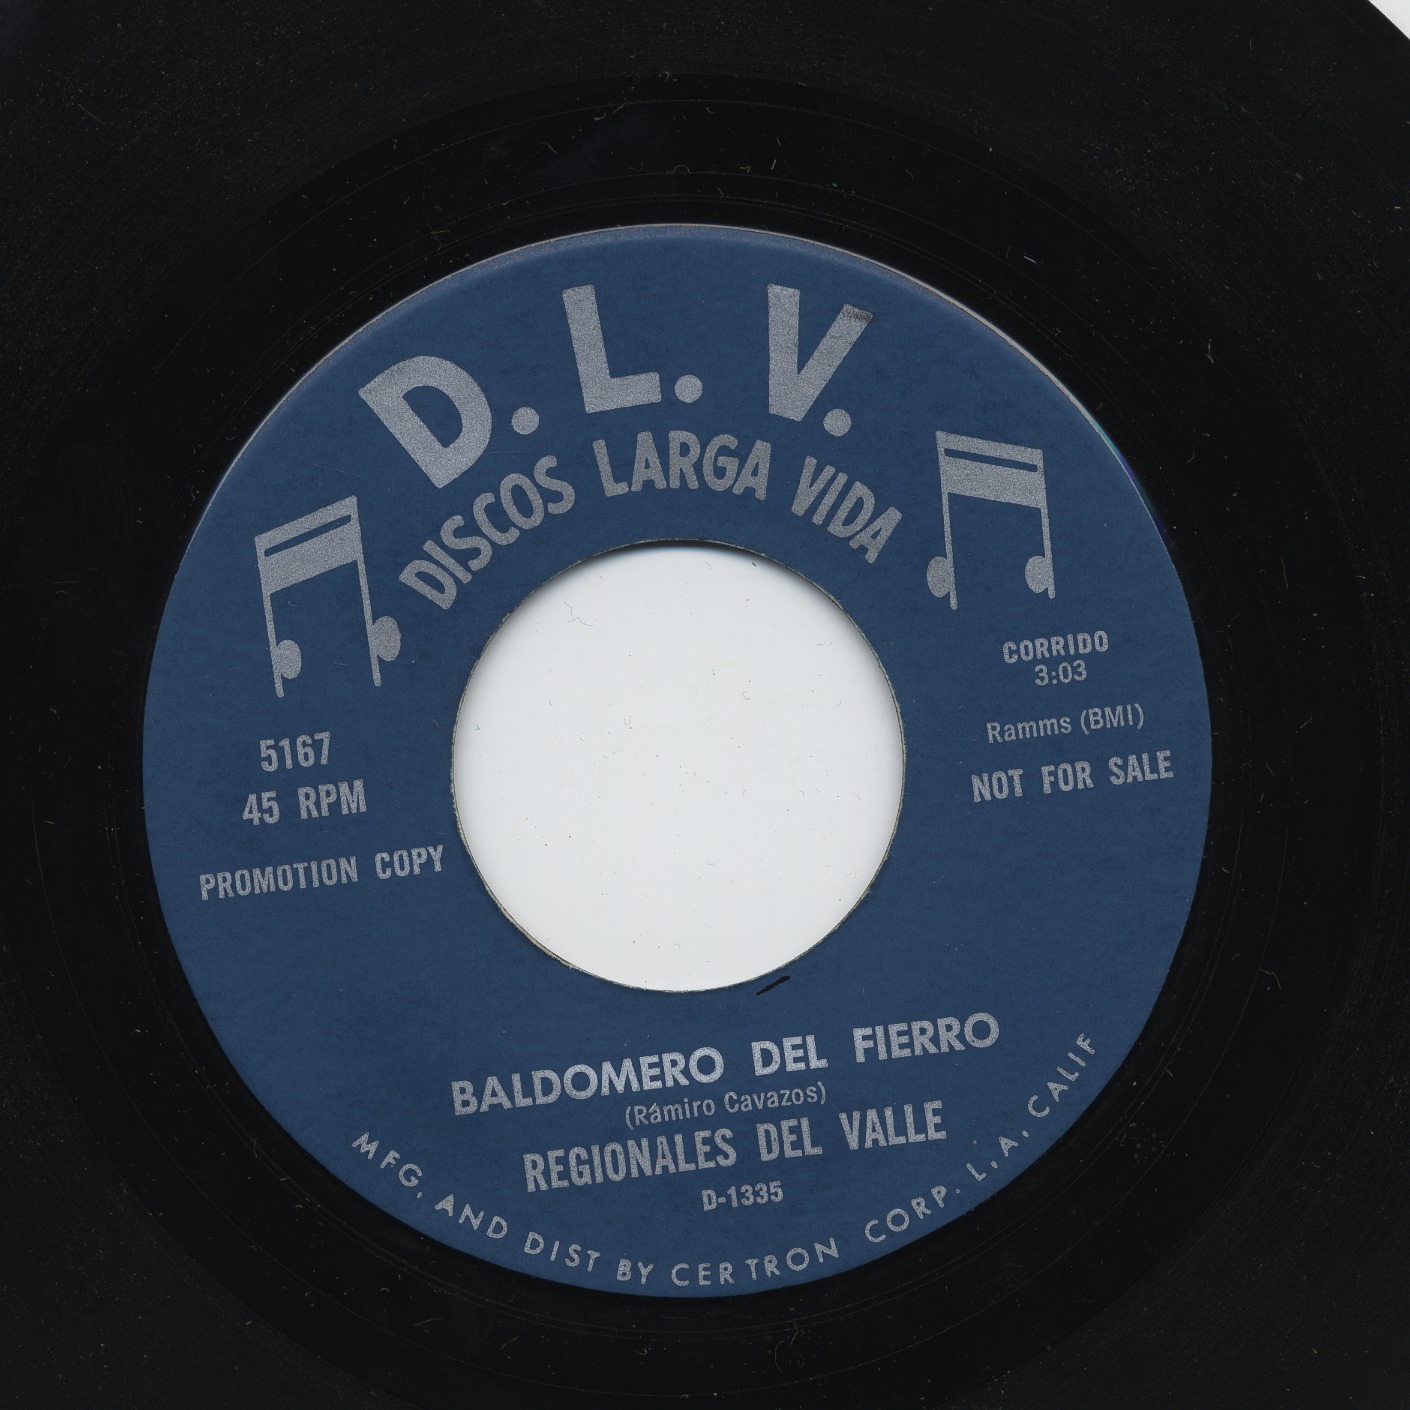 D. L. V.
DISCOS LARGA VIDA
CORRIDO
3:03
Ramms (BMI)
NOT FOR SALE
5167
45 RPM
PROMOTION COPY
BALDOMERO DEL FIERRO
(Rámiro Cavazos)
REGIONALES DEL VALLE
D-1335
MFG. AND DIST BY CERTRON CORP. L.A. CALIF